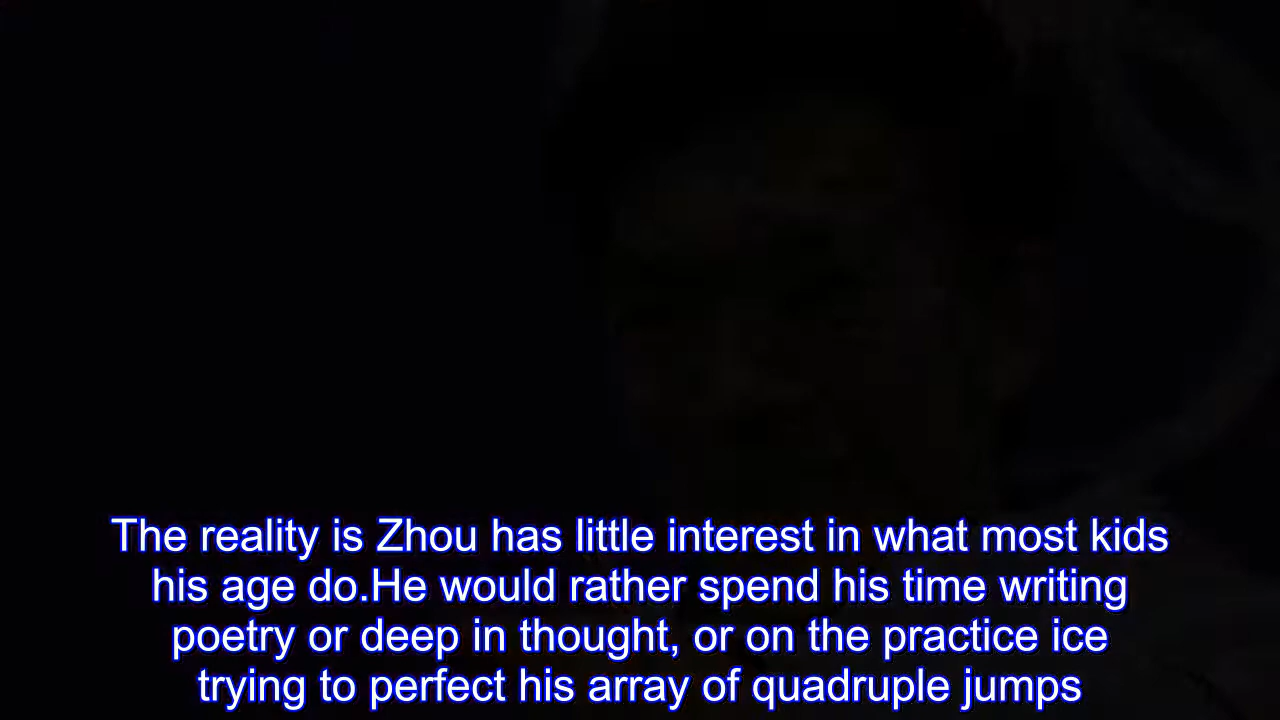 The reality is Zhou has little interest in what most kids
his age do.He would rather spend his time writing
poetry or deep in thought, or on the practice ice
trying to perfect his array of quadruple jumps